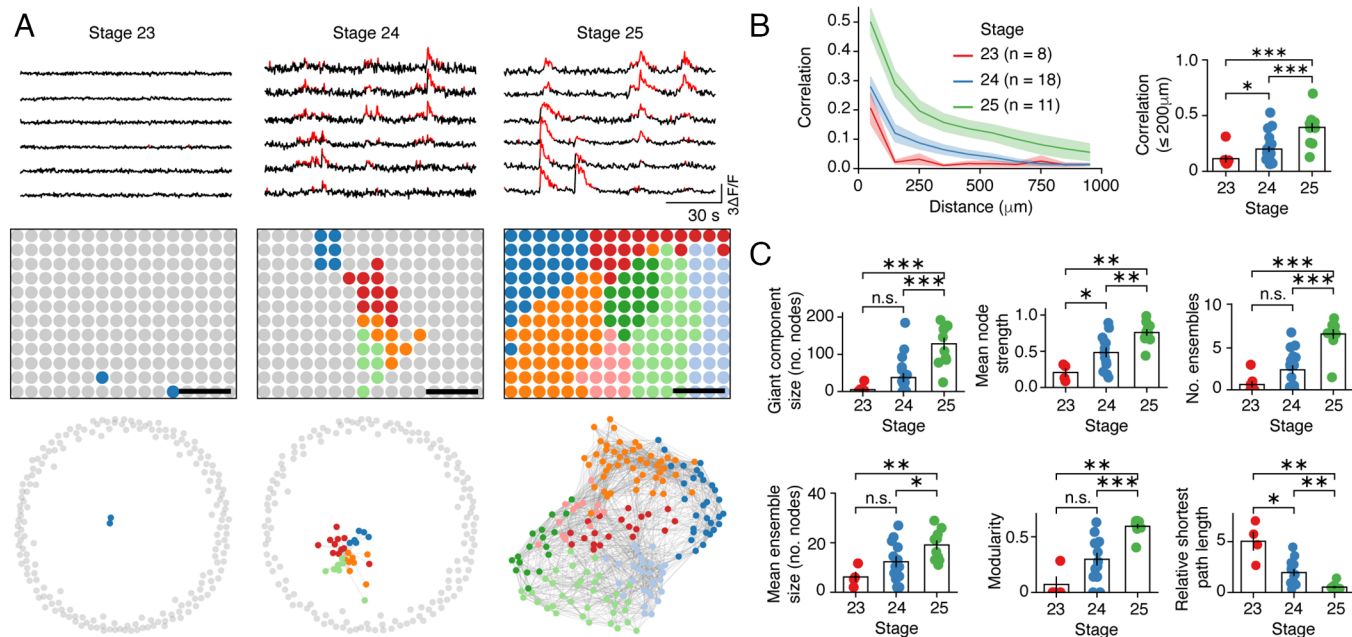 A
Stage 23
Stage 24
Stage 25
3ΔF/F
30 s
B
Correlation
0.5
0.4
0.3
0.2
0.1
0.0
Stage
23 (n = 8)
24 (n = 18)
25 (n = 11)
250
500
750
1000
Distance (μm)
Correlation
(≤ 200μm)
1.0
0.5
0.0
***
*
***
23 24 25
Stage
C
Giant component
size (no. nodes)
200
100
0
***
n.s.
***
23 24 25
Stage
Mean node
strength
1.0
0.5
0.0
**
*
**
23 24 25
Stage
No. ensembles
10
5
0
***
n.s.
***
23 24 25
Stage
Mean ensemble
size (no. nodes)
40
20
0
**
n.s.
*
23 24 25
Stage
Modularity
0.5
0.0
**
n.s.
***
23 24 25
Stage
Relative shortest
path length
5
0
**
*
**
23 24 25
Stage